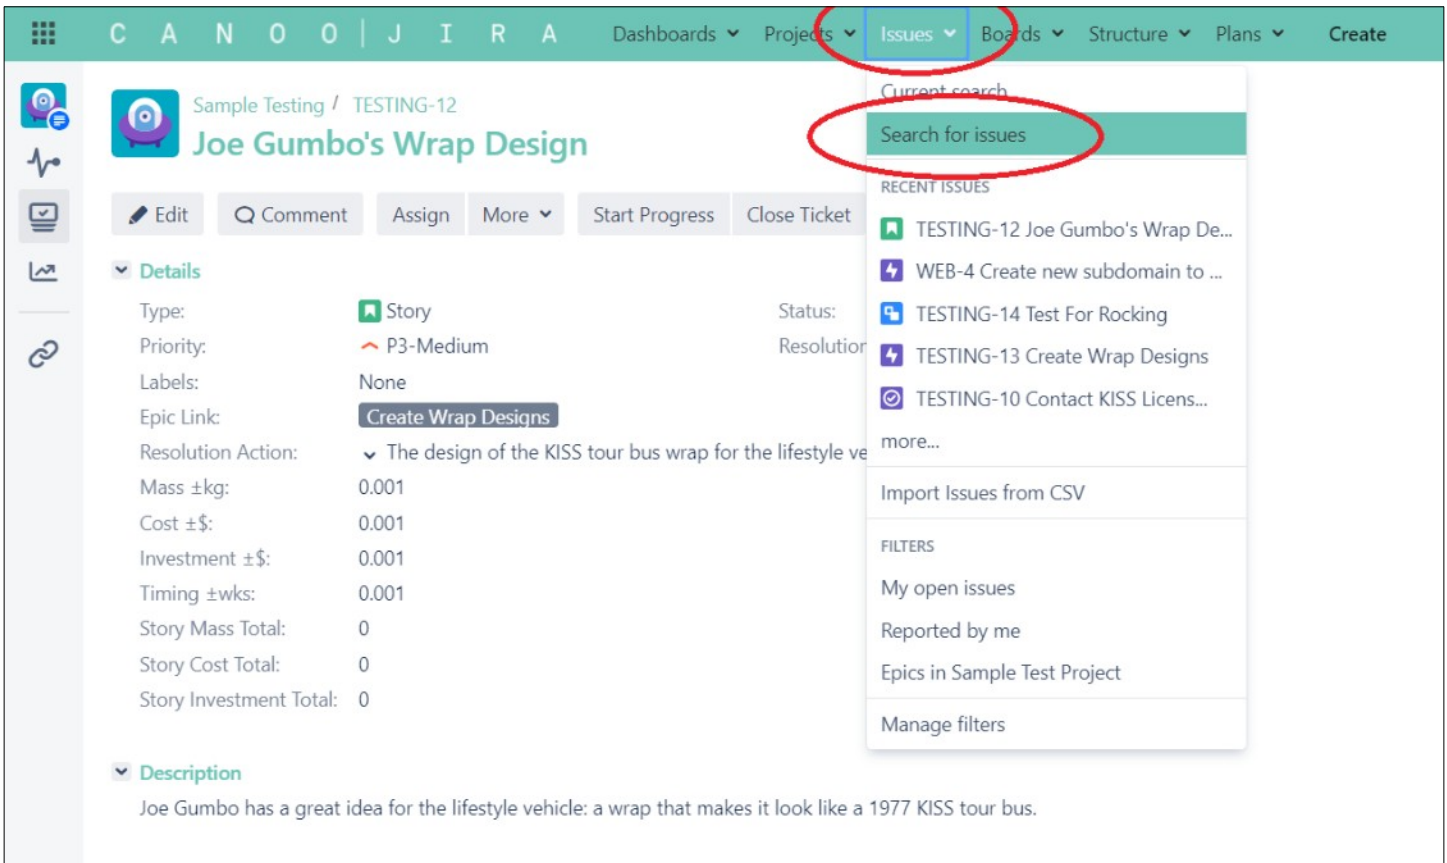 CANOO|JIRA Dashboards Projects Issues Boards Structure Plans Create
Sample Testing / TESTING-12
Joe Gumbo's Wrap Design
Edit Comment Assign More Start Progress Close Ticket
Details
Type: Story Status:
Priority: P3-Medium Resolution
Labels: None
Epic Link: Create Wrap Designs
Resolution Action: The design of the KISS tour bus wrap for the lifestyle ve
Mass ±kg: 0.001
Cost ±$: 0.001
Investment ±$: 0.001
Timing ±wks: 0.001
Story Mass Total: 0
Story Cost Total: 0
Story Investment Total: 0
Description
Joe Gumbo has a great idea for the lifestyle vehicle: a wrap that makes it look like a 1977 KISS tour bus.
Current search
Search for issues
RECENT ISSUES
TESTING-12 Joe Gumbo's Wrap De...
WEB-4 Create new subdomain to ...
TESTING-14 Test For Rocking
TESTING-13 Create Wrap Designs
TESTING-10 Contact KISS Licens...
more...
Import Issues from CSV
FILTERS
My open issues
Reported by me
Epics in Sample Test Project
Manage filters